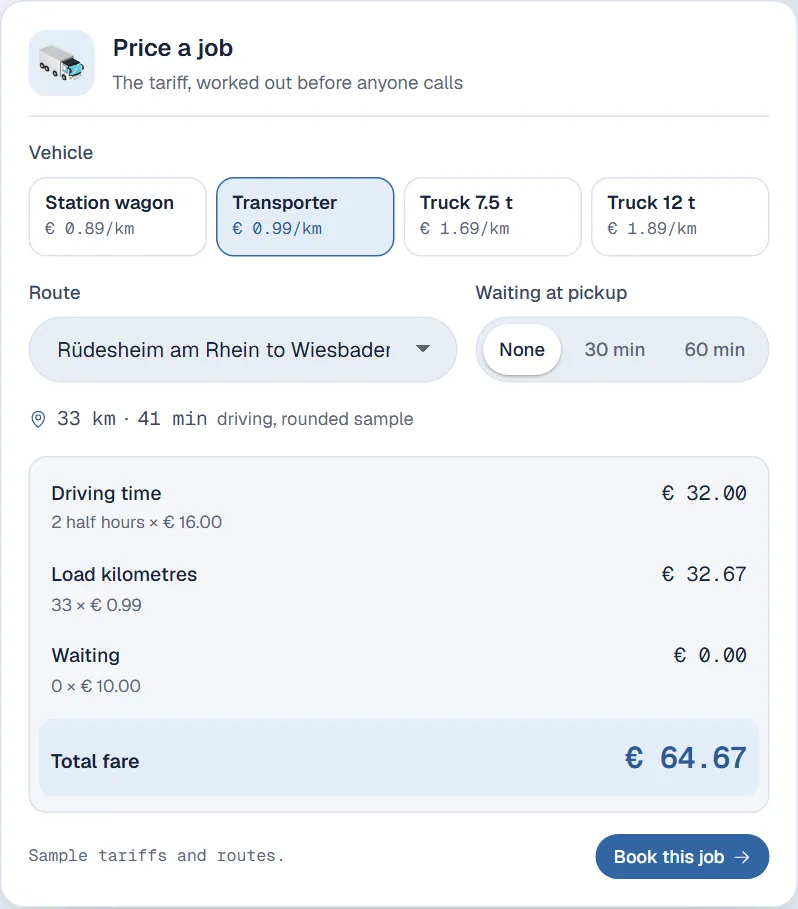 Price a job
The tariff, worked out before anyone calls
Vehicle
Station wagon
€ 0.89/km
Transporter
€ 0.99/km
Truck 7.5 t
€ 1.69/km
Truck 12 t
€ 1.89/km
Route
Rüdesheim am Rhein to Wiesbaden
Waiting at pickup
None
30 min
60 min
33 km · 41 min driving, rounded sample
Driving time
€ 32.00
2 half hours × € 16.00
Load kilometres
€ 32.67
33 × € 0.99
Waiting
€ 0.00
0 × € 10.00
Total fare
€ 64.67
Sample tariffs and routes.
Book this job →